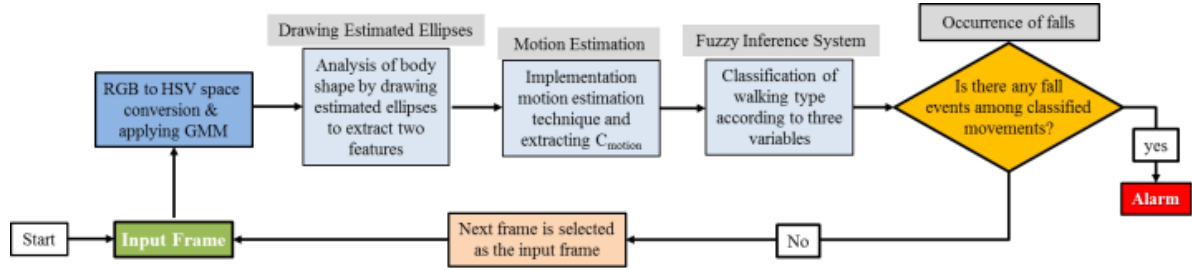 Drawing Estimated Ellipses
Motion Estimation
Fuzzy Inference System
Occurrence of falls
RGB to HSV space
conversion &
applying GMM
Analysis of body
shape by drawing
estimated ellipses
to extract two
features
Implementation
motion estimation
technique and
extracting Cmotion
Classification of
walking type
according to three
variables
Is there any fall
events among classified
movements?
yes
Alarm
Start
Input Frame
Next frame is selected
as the input frame
No